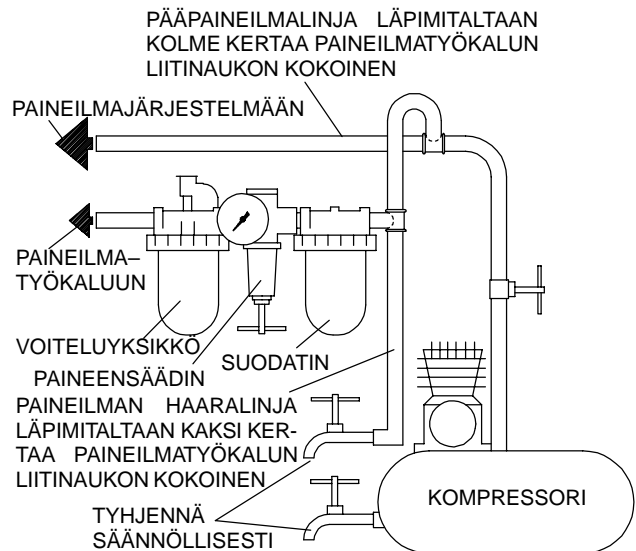 PÄÄPAINEILMALINJA LÄPIMITALTAAN
KOLME KERTAA PAINEILMATYÖKALUN
LIITINAUKON KOKOINEN
PAINEILMAJÄRJESTELMÄÄN
PAINEILMA–
TYÖKALUUN
VOITELUYKSIKKÖ
SUODATIN
PAINEENSÄÄDIN
PAINEILMAN HAARALINJA
LÄPIMITALTAAN KAKSI KER-
TAA PAINEILMATYÖKALUN
LIITINAUKON KOKOINEN
KOMPRESSORI
TYHJENNÄ
SÄÄNNÖLLISESTI